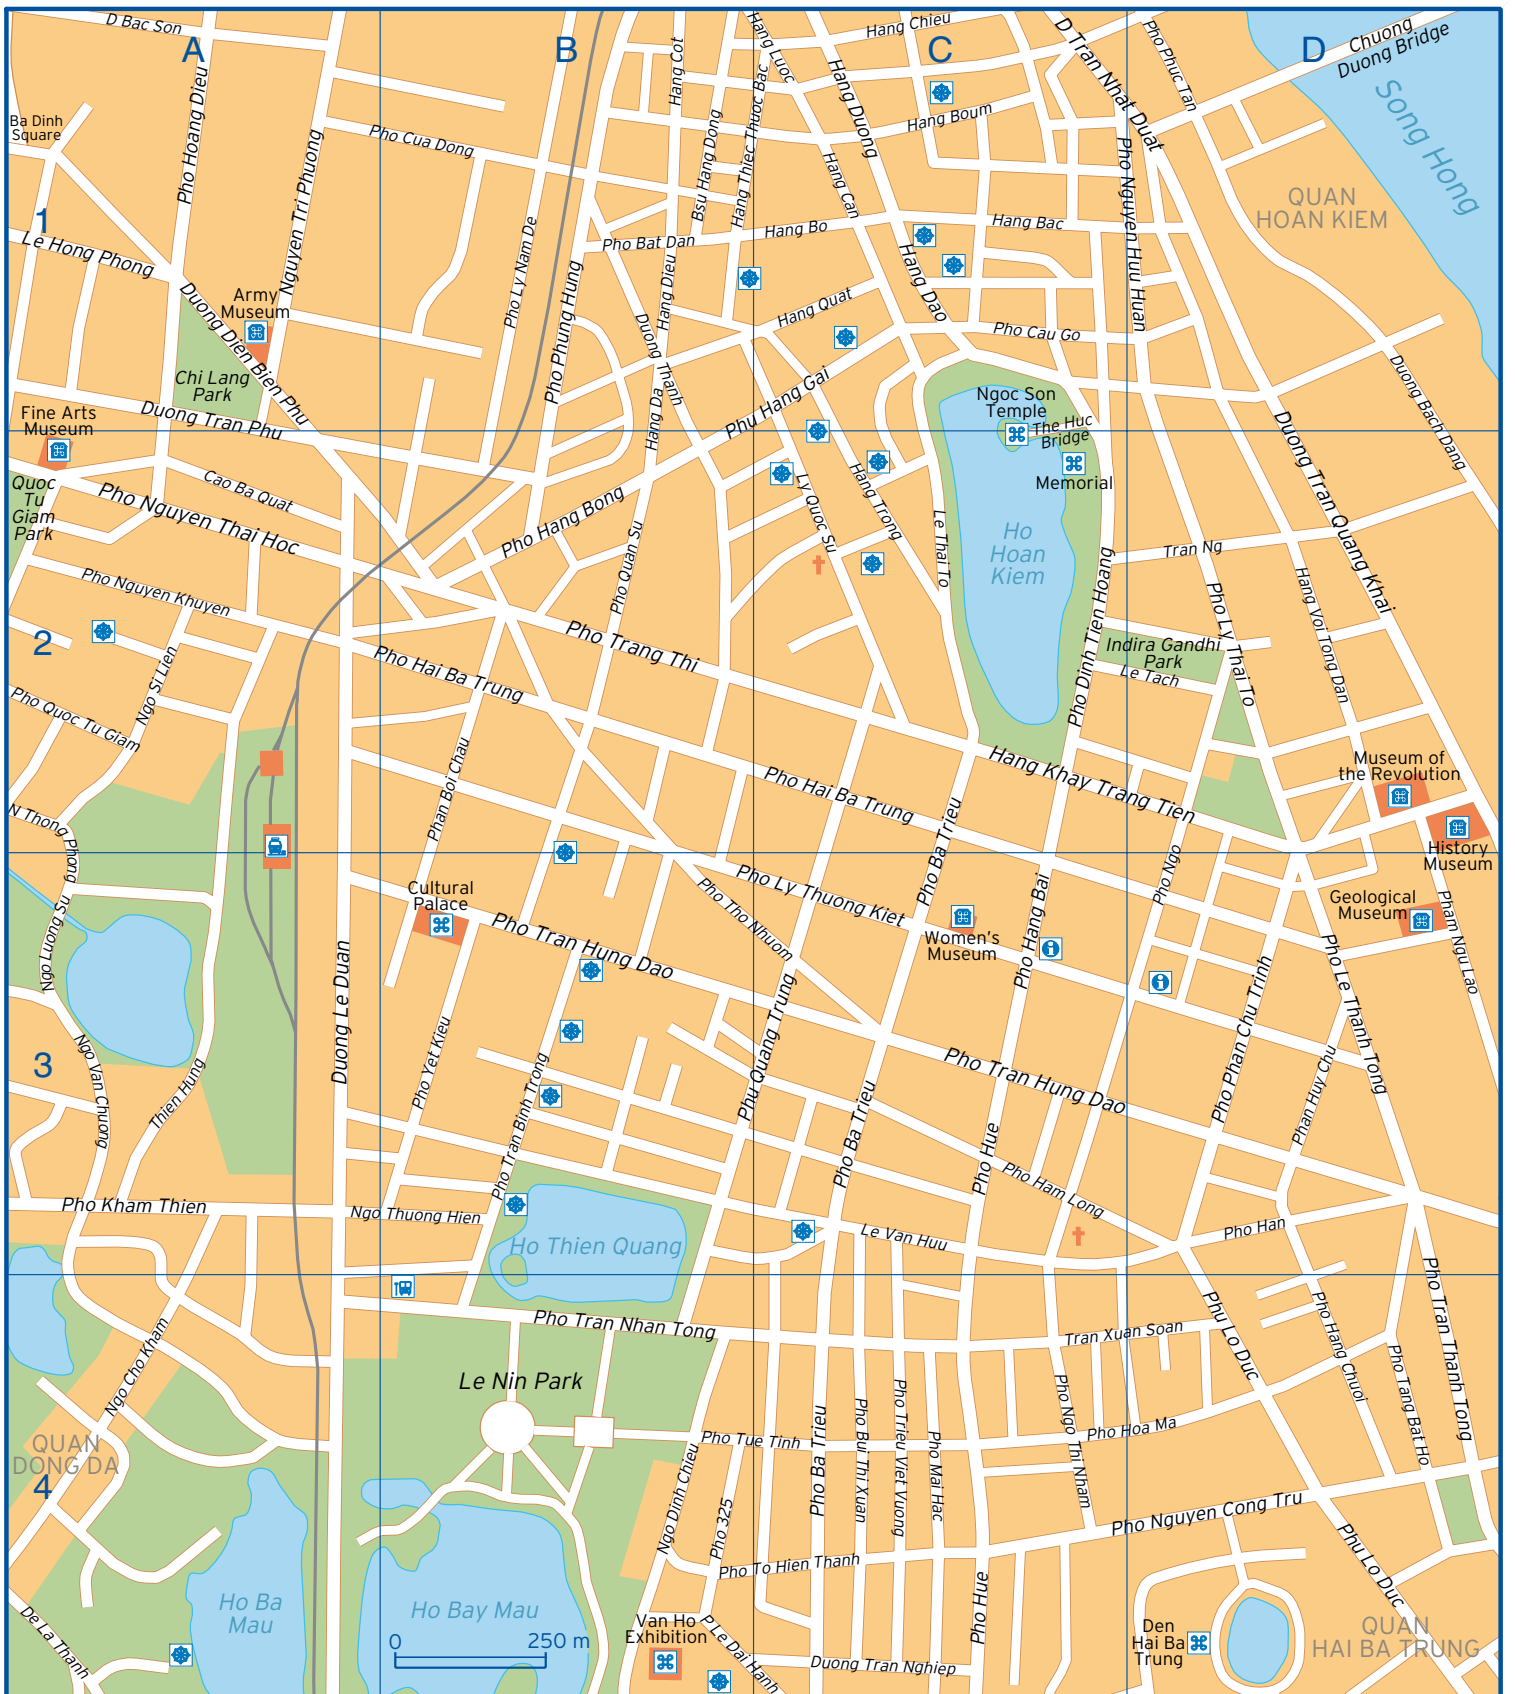 D Bac Son
A
B
C
D
Hang Cot
Hang Luoc
Hang Chieu
Hang Duong
D Tran Nhat Duat
Pho Phuc Tan
Chuong
Duong Bridge
Song Hong
Ba Dinh
Square
Pho Hoang Dieu
Nguyen Tri Phuong
Pho Cua Dong
Bsu Hang Dong
Hang Thiec Thuoc Bac
Hang Can
Hang Boum
Pho Nguyen Huu Huan
QUAN
HOAN KIEM
1
Le Hong Phong
Pho Ly Nam De
Pho Phung Hung
Pho Bat Dan
Hang Bo
Hang Bac
Hang Dieu
Hang Dao
Army
Museum
Duong Dien Bien Phu
Hang Quat
Pho Cau Go
Duong Thanh
Hang Da
Phu Hang Gai
Chi Lang
Park
Duong Tran Phu
Fine Arts
Museum
Ngoc Son
Temple
The Huc
Bridge
Memorial
Duong Bach Dang
Duong Tran Quang Khai
Quoc
Tu
Giam
Park
Cao Ba Quat
Pho Nguyen Thai Hoc
Pho Hang Bong
Ly Quoc Su
Hang Trong
Le Thai To
Ho
Hoan
Kiem
Tran Ng
Pho Quan Su
Pho Nguyen Khuyen
Pho Dinh Tien Hoang
Pho Ly Thai To
Hang Voi Tong Dan
2
Pho Trang Thi
Indira Gandhi
Park
Le Tach
Ngo Si Lien
Pho Hai Ba Trung
Pho Quoc Tu Giam
Phan Boi Chau
Hang Khay Trang Tien
Museum of
the Revolution
Pho Hai Ba Trung
Pho Ba Trieu
N Thong Phong
History
Museum
Pho Ngo
Cultural
Palace
Pho Ly Thuong Kiet
Pho Tho Nhuom
Pho Hang Bai
Geological
Museum
Pham Ngu Lao
Ngo Luong Su
Pho Tran Hung Dao
Women's
Museum
Duong Le Duan
Pho Le Thanh Tong
Pho Phan Chu Trinh
Phu Quang Trung
Pho Yet Kieu
3
Ngo Van Chuong
Thien Hung
Pho Tran Binh Trong
Pho Tran Hung Dao
Phan Huy Chu
Pho Ba Trieu
Pho Hue
Pho Ham Long
Pho Kham Thien
Ngo Thuong Hien
Ho Thien Quang
Le Van Huu
Pho Han
Pho Tran Thanh Tong
Pho Tran Nhan Tong
Tran Xuan Soan
Phu Lo Duc
Pho Hang Chuoi
Pho Tang Bat Ho
Ngo Cho Kham
Le Nin Park
Pho Ba Trieu
Pho Bui Thi Xuan
Pho Trieu Viet Vuong
Pho Mai Hac
Pho Ngo Thi Nham
Pho Hoa Ma
QUAN
DONG DA
Pho Tue Tinh
Ngo Dinh Chieu
Pho 325
4
Pho Nguyen Cong Tru
Phu Lo Duc
Pho To Hien Thanh
Pho Hue
Ho Ba
Mau
Ho Bay Mau
0
250 m
De La Thanh
Van Ho
Exhibition
P Le Dai Hanh
Duong Tran Nghiep
Den
Hai Ba
Trung
QUAN
HAI BA TRUNG